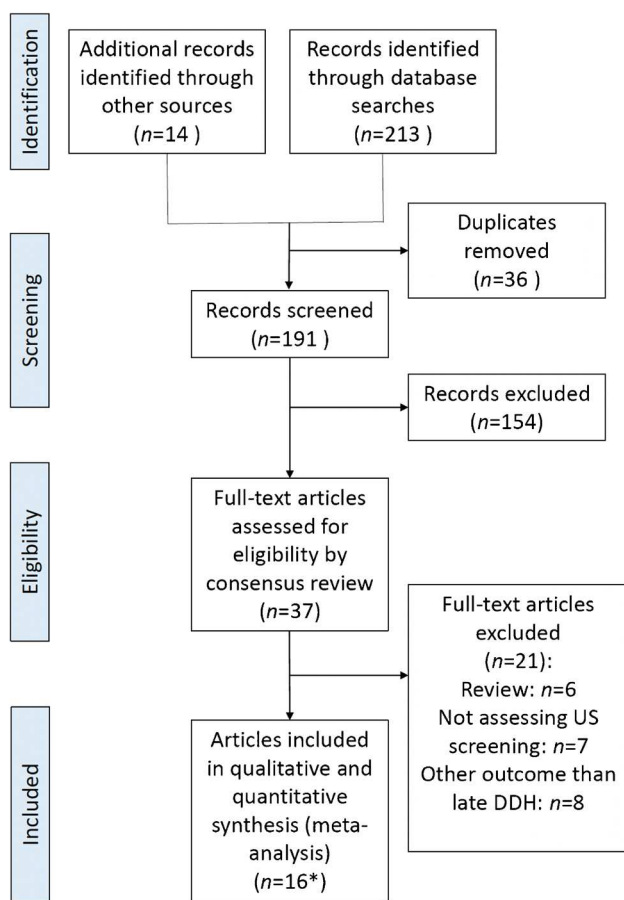 Identification
Additional records
identified through
other sources
(n=14 )
Records identified
through database
searches
(n=213 )
Screening
Duplicates
removed
(n=36 )
Records screened
(n=191 )
Records excluded
(n=154)
Eligibility
Full-text articles
assessed for
eligibility by
consensus review
(n=37)
Full-text articles
excluded
(n=21):
Review: n=6
Not assessing US
screening: n=7
Other outcome than
late DDH: n=8
Included
Articles included
in qualitative and
quantitative
synthesis (meta-
analysis)
(n=16*)